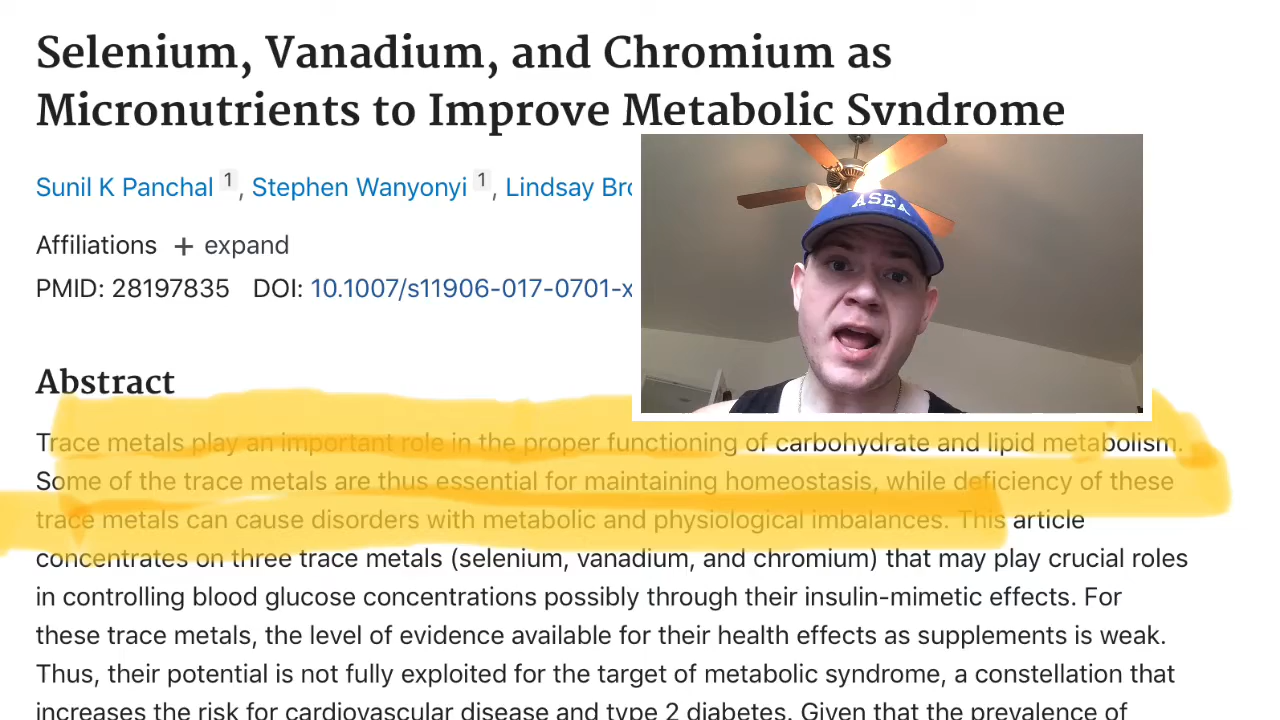 Selenium, Vanadium, and Chromium as
Micronutrients to Improve Metabolic Syndrome
Sunil K Panchal 1, Stephen Wanyonyi 1, Lindsay
Affiliations + expand
PMID: 28197835 DOI: 10.1007/s11906-017-0701-x
ASEA
Abstract
Trace metals play an important role in the proper functioning of carbohydrate and lipid metabolism.
Some of the trace metals are thus essential for maintaining homeostasis, while deficiency of these
trace metals can cause disorders with metabolic and physiological imbalances. This article
concentrates on three trace metals (selenium, vanadium, and chromium) that may play crucial roles
in controlling blood glucose concentrations possibly through their insulin-mimetic effects. For
these trace metals, the level of evidence available for their health effects as supplements is weak.
Thus, their potential is not fully exploited for the target of metabolic syndrome, a constellation that
increases the risk for cardiovascular disease and type 2 diabetes. Given that the prevalence of